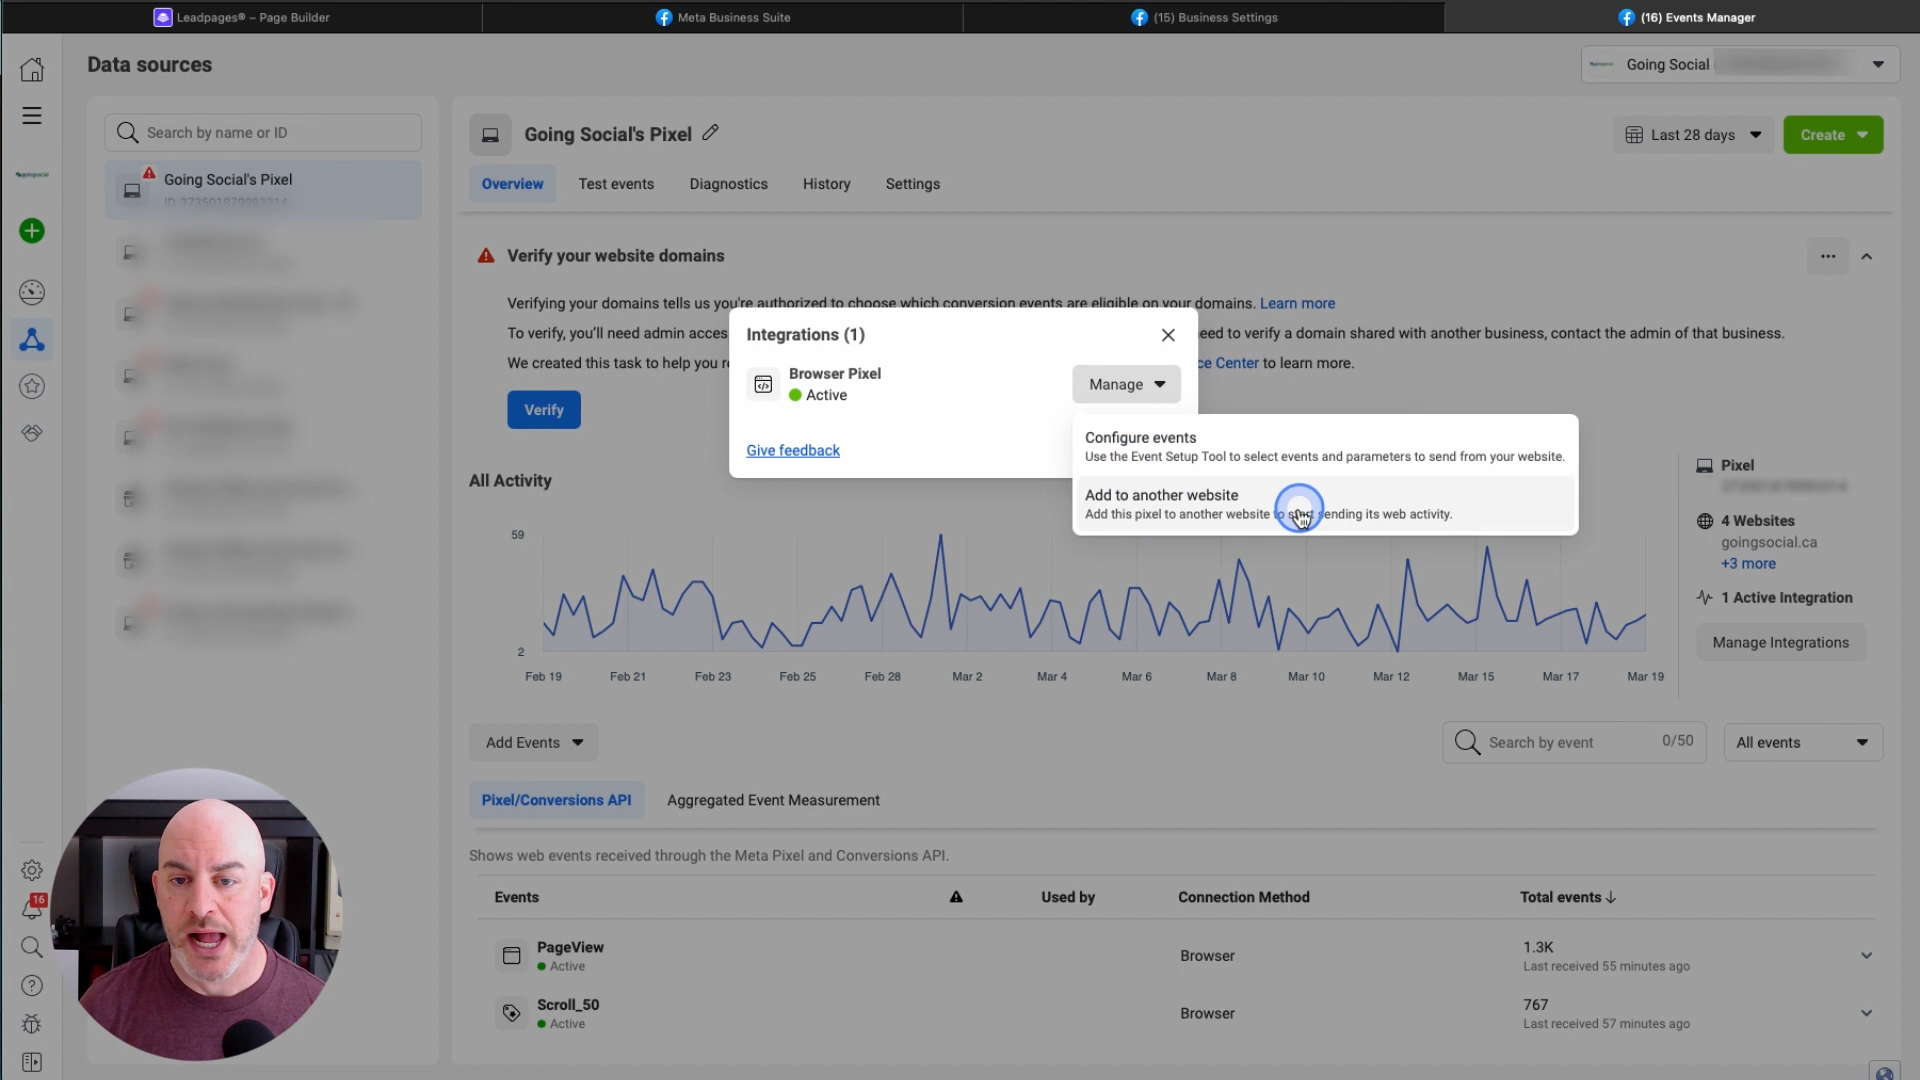 Leadpages® – Page Builder
Meta Business Suite
(15) Business Settings
(16) Events Manager
Data sources
Going Social
Search by name or ID
Going Social's Pixel
Last 28 days
Create
Going Social's Pixel
Overview
Test events
Diagnostics
History
Settings
Verify your website domains
Verifying your domains tells us you're authorized to choose which conversion events are eligible on your domains. Learn more
To verify, you'll need admin acces
need to verify a domain shared with another business, contact the admin of that business.
We created this task to help you r
ce Center to learn more.
Verify
Integrations (1)
Browser Pixel
Active
Manage
Give feedback
Configure events
Use the Event Setup Tool to select events and parameters to send from your website.
Add to another website
Add this pixel to another website to start sending its web activity.
All Activity
59
2
Feb 19
Feb 21
Feb 23
Feb 25
Feb 28
Mar 2
Mar 4
Mar 6
Mar 8
Mar 10
Mar 12
Mar 15
Mar 17
Mar 19
Pixel
4 Websites
goingsocial.ca
+3 more
1 Active Integration
Manage Integrations
Add Events
Search by event
0/50
All events
Pixel/Conversions API
Aggregated Event Measurement
Shows web events received through the Meta Pixel and Conversions API.
Events
Used by
Connection Method
Total events
PageView
Active
Browser
1.3K
Last received 55 minutes ago
Scroll_50
Active
Browser
767
Last received 57 minutes ago
16